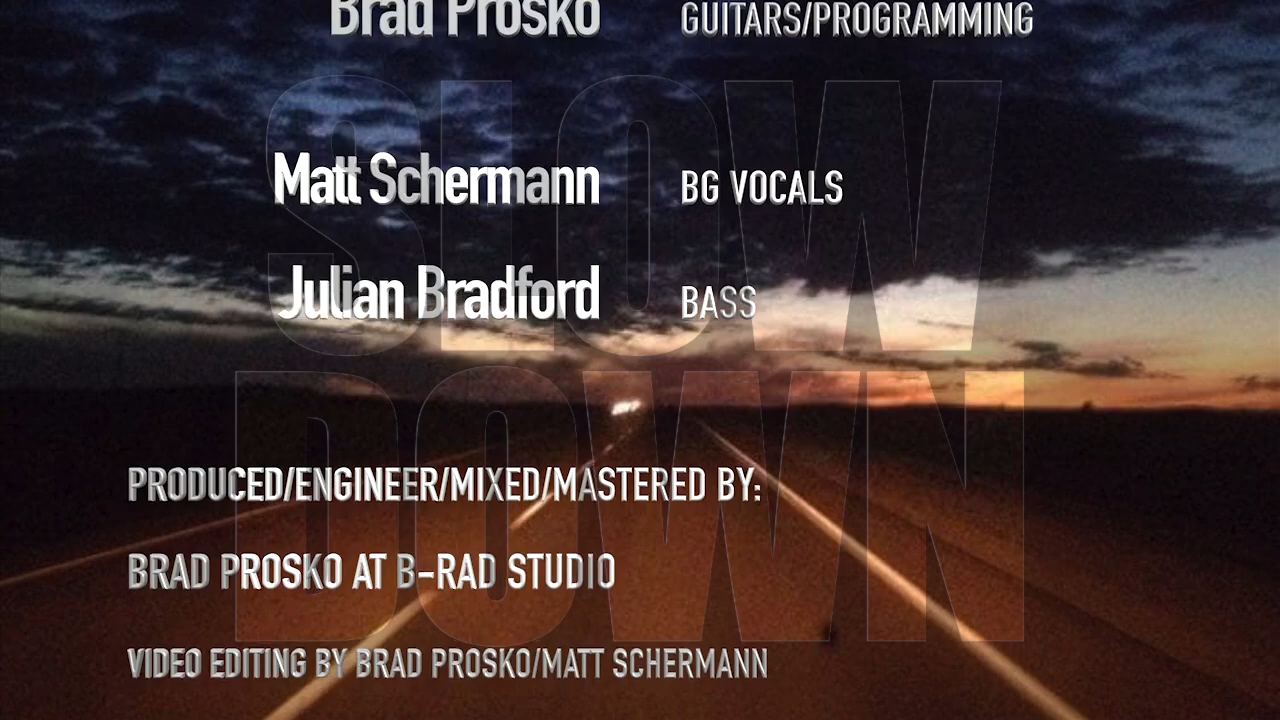 Brad Prosko GUITARS/PROGRAMMING
SLOW
Matt Schermann BG VOCALS
Julian Bradford BASS
DOWN
PRODUCED/ENGINEER/MIXED/MASTERED BY:
BRAD PROSKO AT B-RAD STUDIO
VIDEO EDITING BY BRAD PROSKO/MATT SCHERMANN